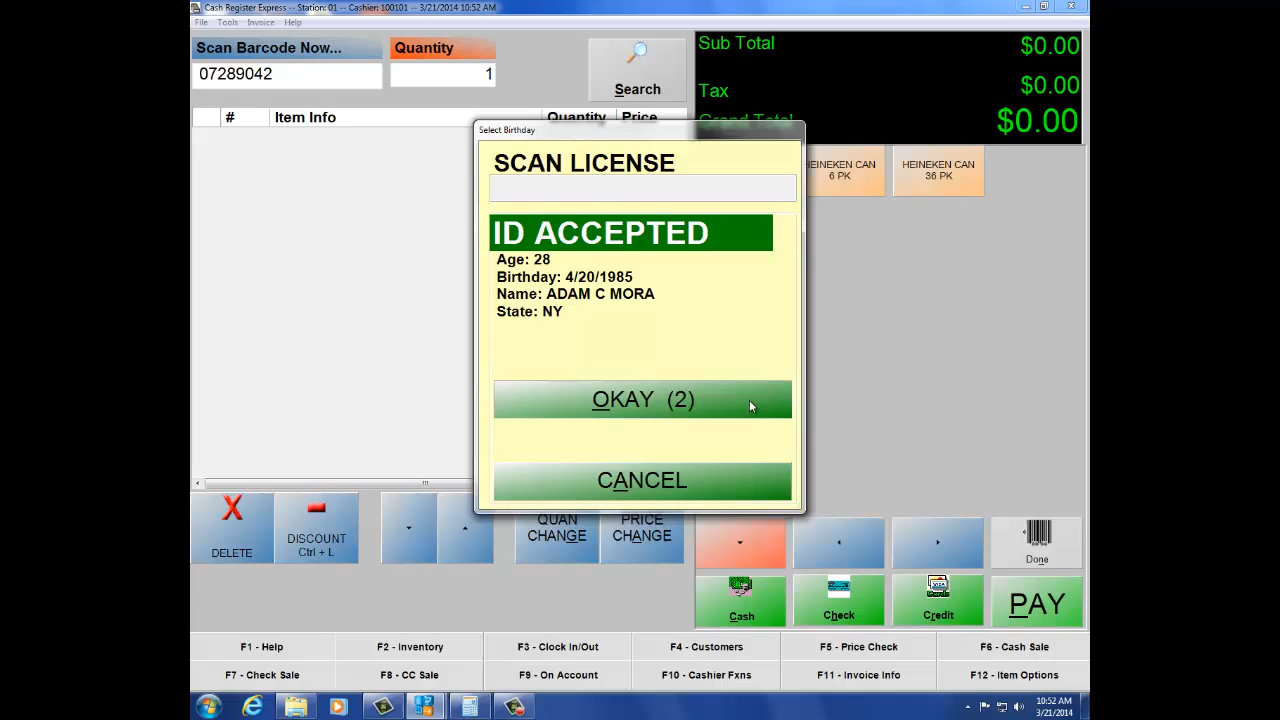 Cash Register Express -- Station: 01 -- Cashier: 100101 -- 3/21/2014 10:52 AM
File Tools Invoice Help
Scan Barcode Now...
Quantity
07289042
1
Search
Sub Total $0.00
Tax $0.00
Grand Total $0.00
# Item Info Quantity Price
HEINEKEN CAN
6 PK
HEINEKEN CAN
36 PK
Select Birthday
SCAN LICENSE
ID ACCEPTED
Age: 28
Birthday: 4/20/1985
Name: ADAM C MORA
State: NY
OKAY (2)
CANCEL
X
DELETE
DISCOUNT
Ctrl + L
QUAN
CHANGE
PRICE
CHANGE
Done
Cash
Check
Credit
PAY
F1 - Help
F2 - Inventory
F3 - Clock In/Out
F4 - Customers
F5 - Price Check
F6 - Cash Sale
F7 - Check Sale
F8 - CC Sale
F9 - On Account
F10 - Cashier Fxns
F11 - Invoice Info
F12 - Item Options
10:52 AM
3/21/2014